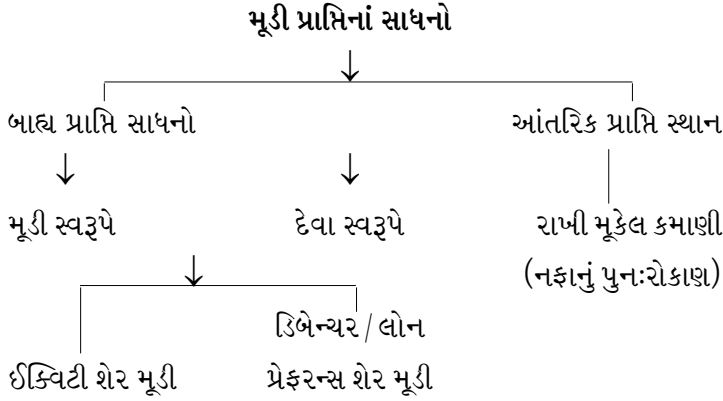 મૂડી પ્રાપ્તિનાં સાધનો
બાહ્ય પ્રાપ્તિ સાધનો આંતરિક પ્રાપ્તિ સ્થાન
મૂડી સ્વરૂપે દેવા સ્વરૂપે રાખી મૂકેલ કમાણી
(નફાનું પુનઃરોકાણ)
ડિબેન્ચર / લોન
ઈક્વિટી શેર મૂડી પ્રેફરન્સ શેર મૂડી